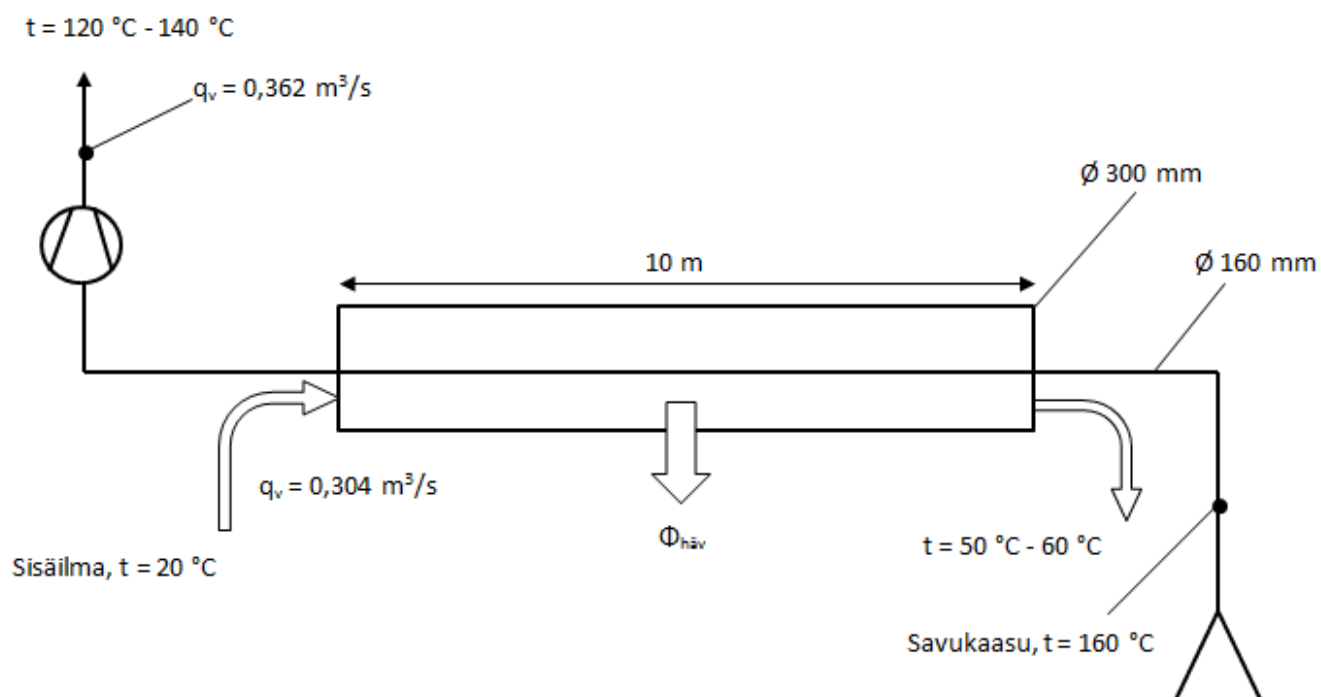 t = 120 °C - 140 °C
qᵥ = 0,362 m³/s
Ø 300 mm
10 m
Ø 160 mm
qᵥ = 0,304 m³/s
Φₕäᵥ
t = 50 °C - 60 °C
Sisäilma, t = 20 °C
Savukaasu, t = 160 °C